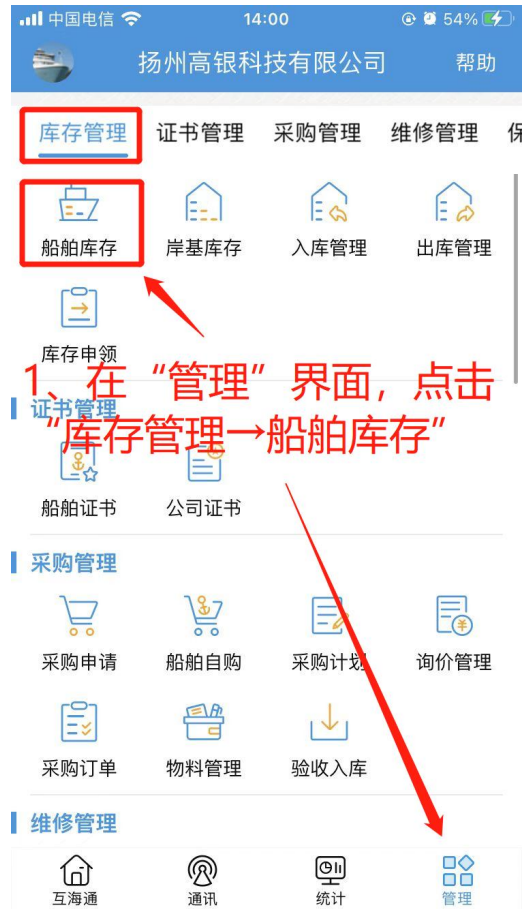 中国电信 14:00 54%
扬州高银科技有限公司 帮助
库存管理 证书管理 采购管理 维修管理 保
船舶库存 岸基库存 入库管理 出库管理
库存申领
1、在“管理”界面，点击
“库存管理→船舶库存”
证书管理
船舶证书 公司证书
采购管理
采购申请 船舶自购 采购计划 询价管理
采购订单 物料管理 验收入库
维修管理
互海通 通讯 统计 管理